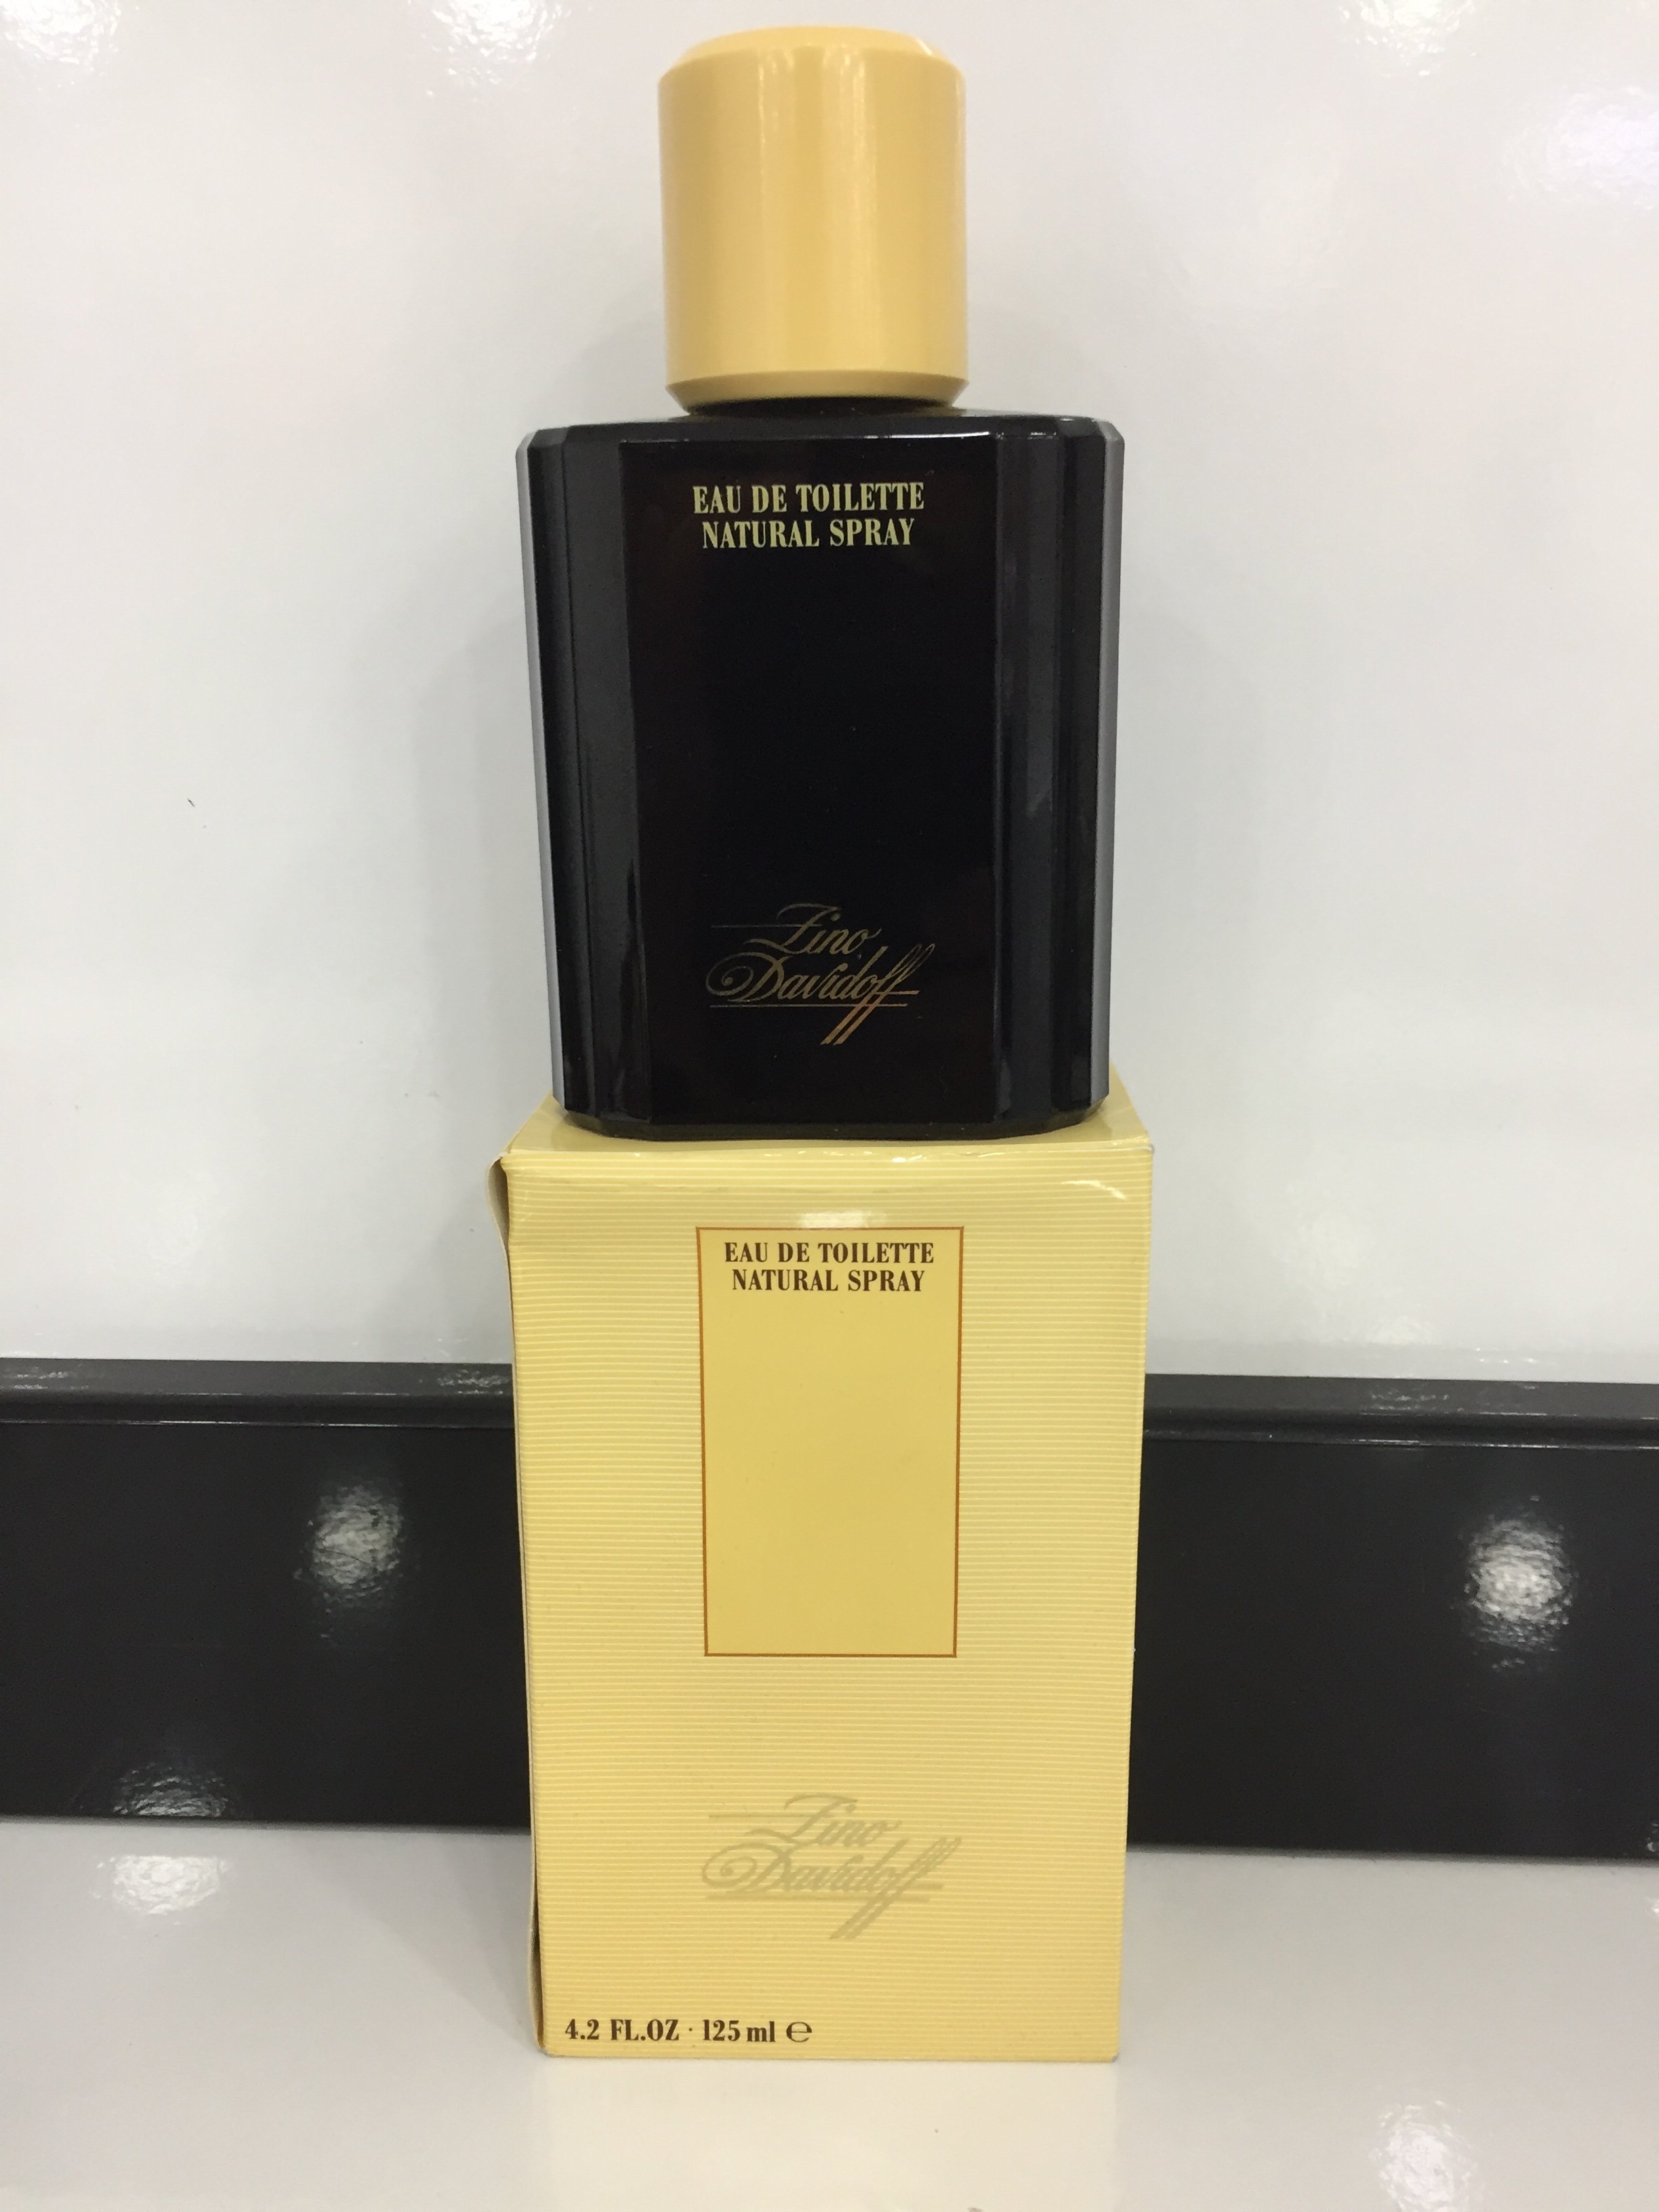 EAU DE TOILETTE
NATURAL SPRAY
Zino
Davidoff
EAU DE TOILETTE
NATURAL SPRAY
Zino
Davidoff
4.2 FL.OZ · 125 ml ℮